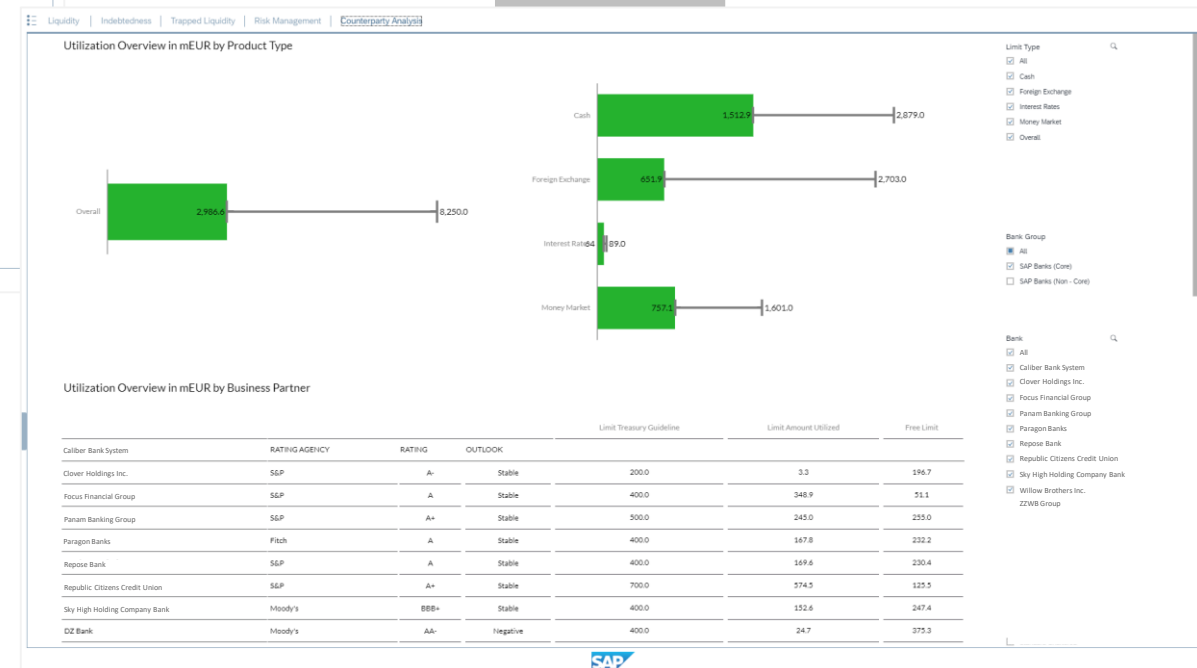 Liquidity | Indebtedness | Trapped Liquidity | Risk Management | Counterparty Analysis
Utilization Overview in mEUR by Product Type
Overall 2,986.6 8,250.0
Cash 1,512.9 2,879.0
Foreign Exchange 651.9 2,703.0
Interest Rate 64 89.0
Money Market 757.1 1,601.0
Limit Type
All
Cash
Foreign Exchange
Interest Rates
Money Market
Overall
Bank Group
All
SAP Banks (Core)
SAP Banks (Non - Core)
Bank
All
Caliber Bank System
Clover Holdings Inc.
Focus Financial Group
Panam Banking Group
Paragon Banks
Repose Bank
Republic Citizens Credit Union
Sky High Holding Company Bank
Willow Brothers Inc.
ZZWB Group
Utilization Overview in mEUR by Business Partner
Limit Treasury Guideline Limit Amount Utilized Free Limit
Caliber Bank System RATING AGENCY RATING OUTLOOK
Clover Holdings Inc. S&P A- Stable 200.0 3.3 196.7
Focus Financial Group S&P A Stable 400.0 348.9 51.1
Panam Banking Group S&P A+ Stable 500.0 245.0 255.0
Paragon Banks Fitch A Stable 400.0 167.8 232.2
Repose Bank S&P A Stable 400.0 169.6 230.4
Republic Citizens Credit Union S&P A+ Stable 700.0 574.5 125.5
Sky High Holding Company Bank Moody's BBB+ Stable 400.0 152.6 247.4
DZ Bank Moody's AA- Negative 400.0 24.7 375.3
SAP